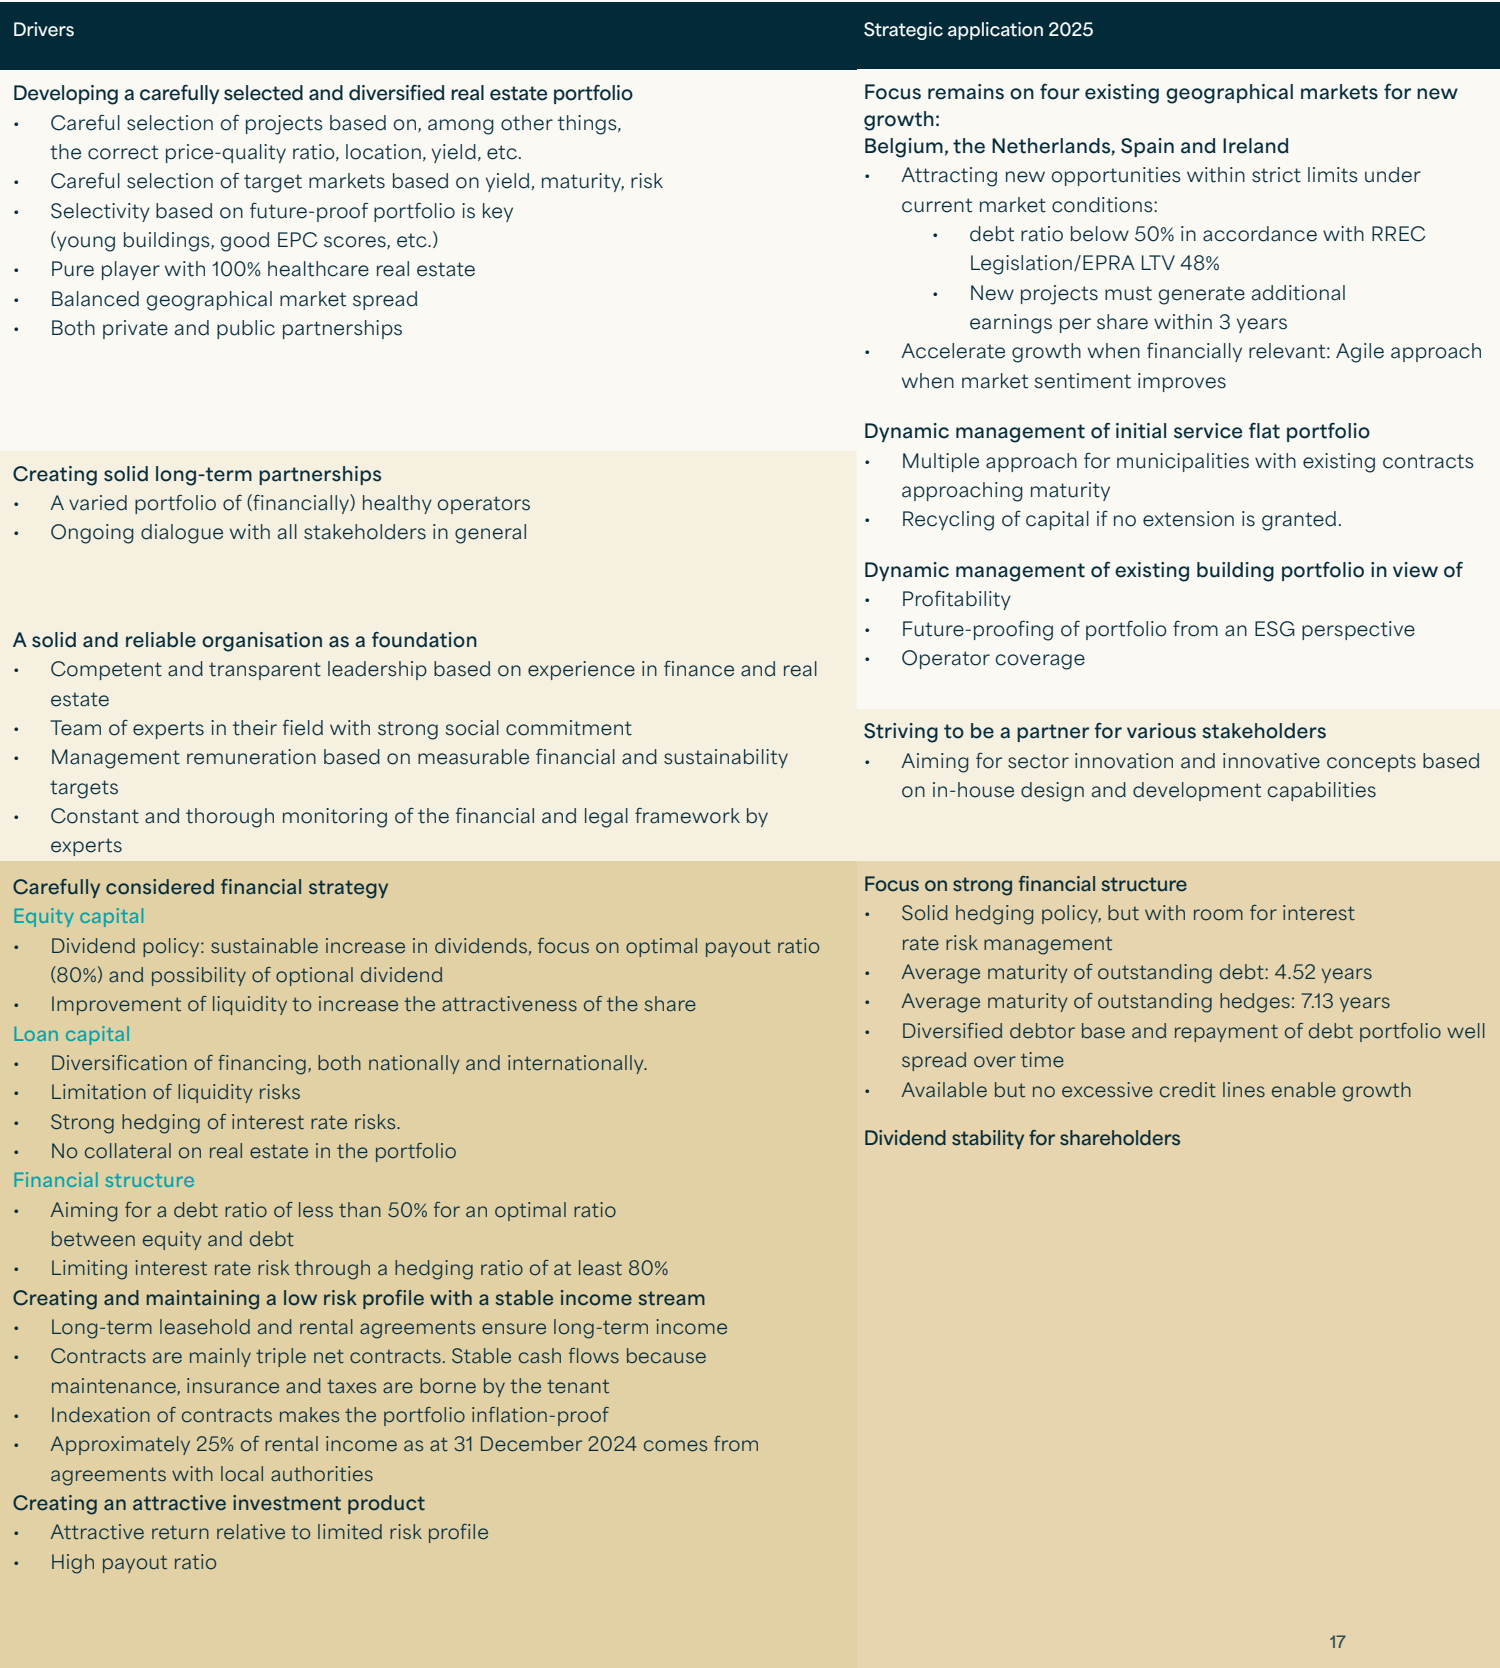 Drivers
Developing a carefully selected and diversified real estate portfolio
• Careful selection of projects based on, among other things,
the correct price-quality ratio, location, yield, etc.
• Careful selection of target markets based on yield, maturity, risk
• Selectivity based on future-proof portfolio is key
(young buildings, good EPC scores, etc.)
• Pure player with 100% healthcare real estate
• Balanced geographical market spread
• Both private and public partnerships
Creating solid long-term partnerships
• A varied portfolio of (financially) healthy operators
• Ongoing dialogue with all stakeholders in general
A solid and reliable organisation as a foundation
• Competent and transparent leadership based on experience in finance and real
estate
• Team of experts in their field with strong social commitment
• Management remuneration based on measurable financial and sustainability
targets
• Constant and thorough monitoring of the financial and legal framework by
experts
Carefully considered financial strategy
Equity capital
• Dividend policy: sustainable increase in dividends, focus on optimal payout ratio
(80%) and possibility of optional dividend
• Improvement of liquidity to increase the attractiveness of the share
Loan capital
• Diversification of financing, both nationally and internationally.
• Limitation of liquidity risks
• Strong hedging of interest rate risks.
• No collateral on real estate in the portfolio
Financial structure
• Aiming for a debt ratio of less than 50% for an optimal ratio
between equity and debt
• Limiting interest rate risk through a hedging ratio of at least 80%
Creating and maintaining a low risk profile with a stable income stream
• Long-term leasehold and rental agreements ensure long-term income
• Contracts are mainly triple net contracts. Stable cash flows because
maintenance, insurance and taxes are borne by the tenant
• Indexation of contracts makes the portfolio inflation-proof
• Approximately 25% of rental income as at 31 December 2024 comes from
agreements with local authorities
Creating an attractive investment product
• Attractive return relative to limited risk profile
• High payout ratio
Strategic application 2025
Focus remains on four existing geographical markets for new
growth:
Belgium, the Netherlands, Spain and Ireland
• Attracting new opportunities within strict limits under
current market conditions:
• debt ratio below 50% in accordance with RREC
Legislation/EPRA LTV 48%
• New projects must generate additional
earnings per share within 3 years
• Accelerate growth when financially relevant: Agile approach
when market sentiment improves
Dynamic management of initial service flat portfolio
• Multiple approach for municipalities with existing contracts
approaching maturity
• Recycling of capital if no extension is granted.
Dynamic management of existing building portfolio in view of
• Profitability
• Future-proofing of portfolio from an ESG perspective
• Operator coverage
Striving to be a partner for various stakeholders
• Aiming for sector innovation and innovative concepts based
on in-house design and development capabilities
Focus on strong financial structure
• Solid hedging policy, but with room for interest
rate risk management
• Average maturity of outstanding debt: 4.52 years
• Average maturity of outstanding hedges: 7.13 years
• Diversified debtor base and repayment of debt portfolio well
spread over time
• Available but no excessive credit lines enable growth
Dividend stability for shareholders
17